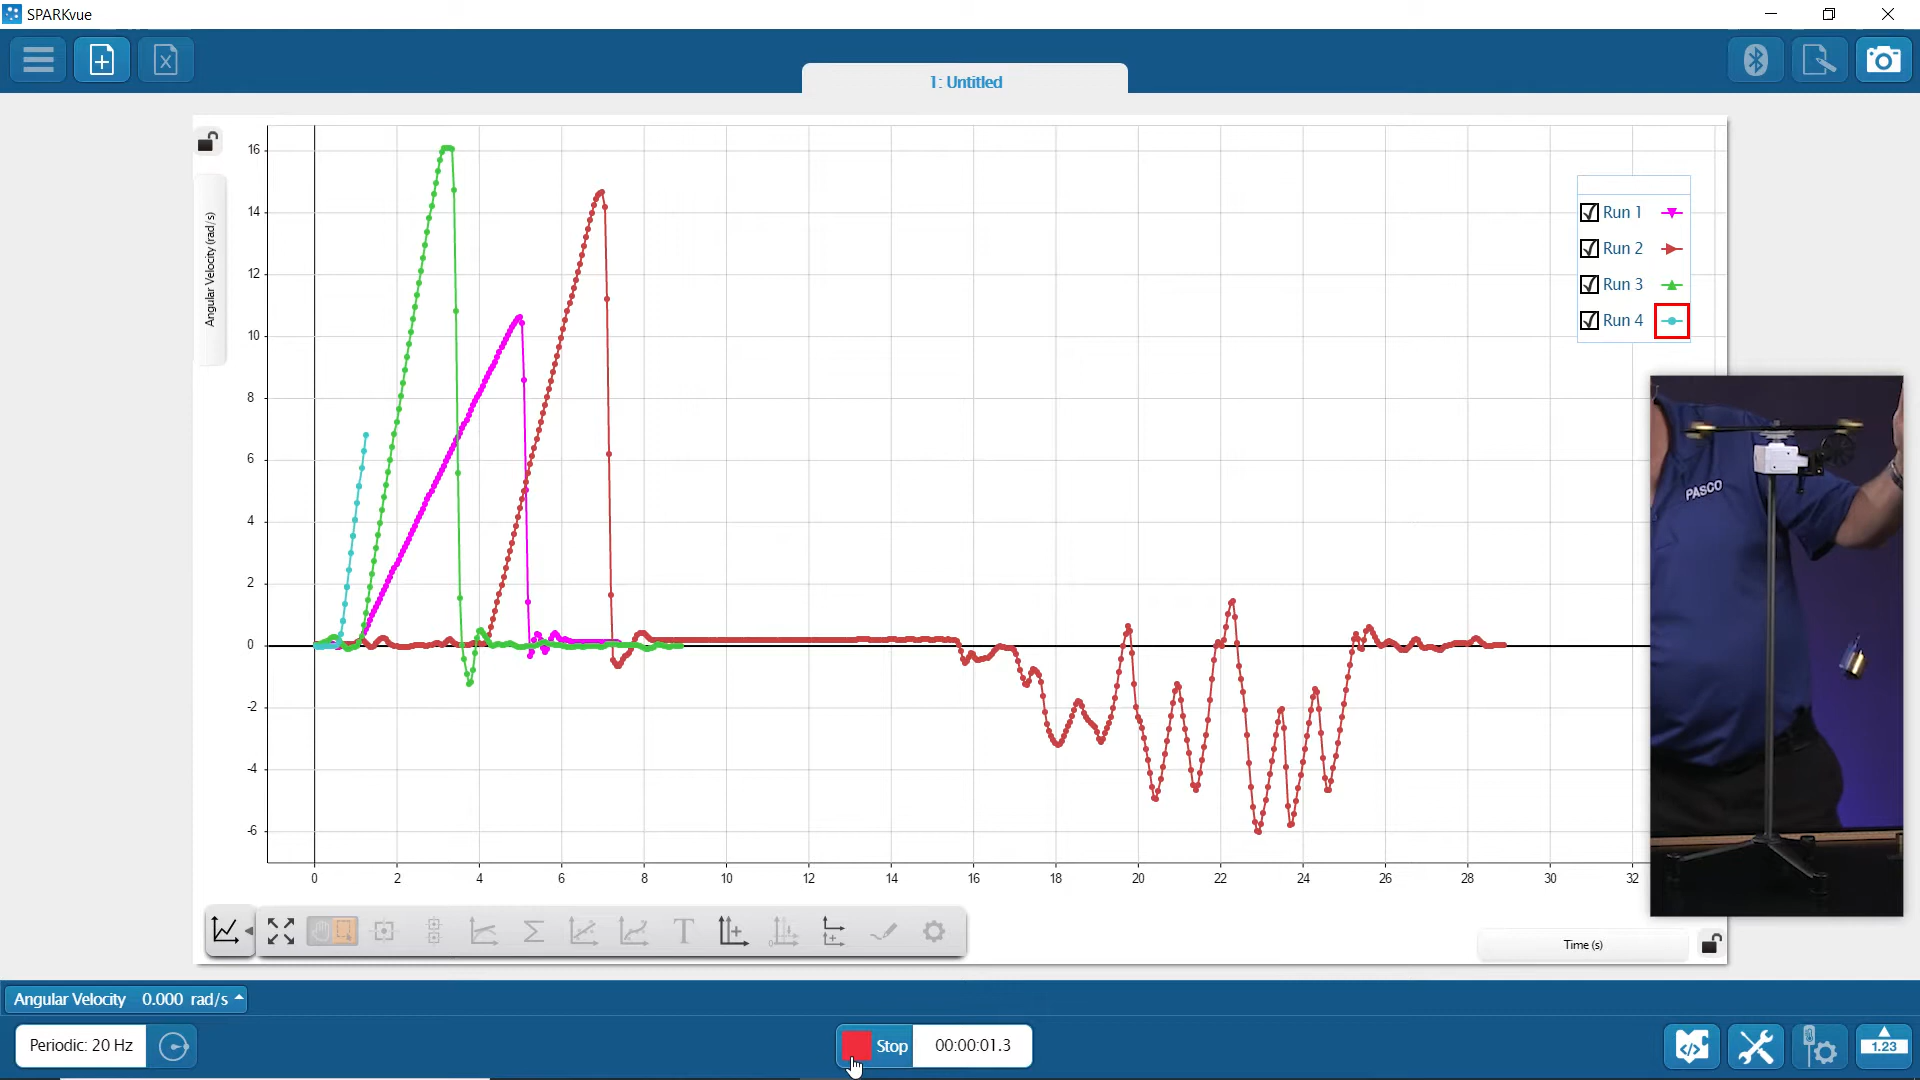 SPARKvue
1: Untitled
Angular Velocity (rad/s)
16
14
12
10
8
6
4
2
0
-2
-4
-6
Run 1
Run 2
Run 3
Run 4
PASCO
0 2 4 6 8 10 12 14 16 18 20 22 24 26 28 30 32
Time (s)
Angular Velocity 0.000 rad/s
Periodic: 20 Hz
Stop
00:00:01.3
1.23